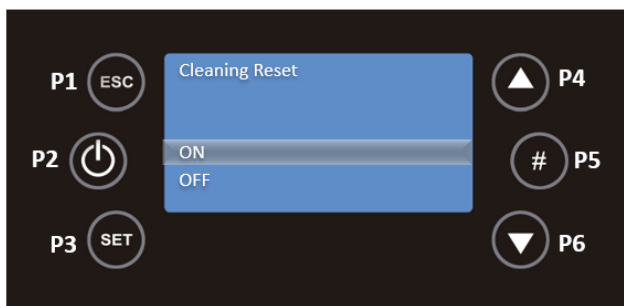 P1 ESC
Cleaning Reset
P4
P2
ON
# P5
OFF
P3 SET
P6